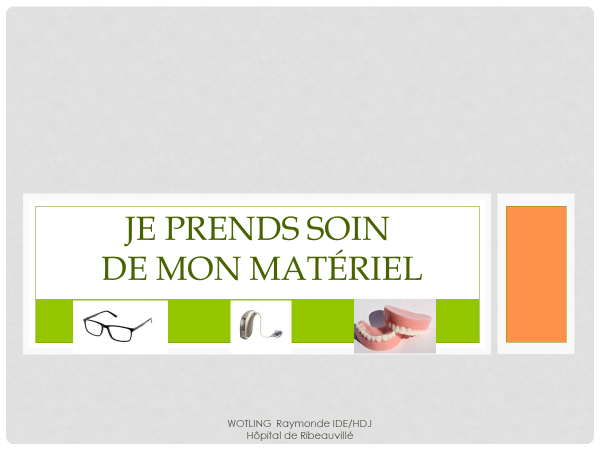 JE PRENDS SOIN
DE MON MATÉRIEL
WOTLING Raymonde IDE/HDJ
Hôpital de Ribeauvillé